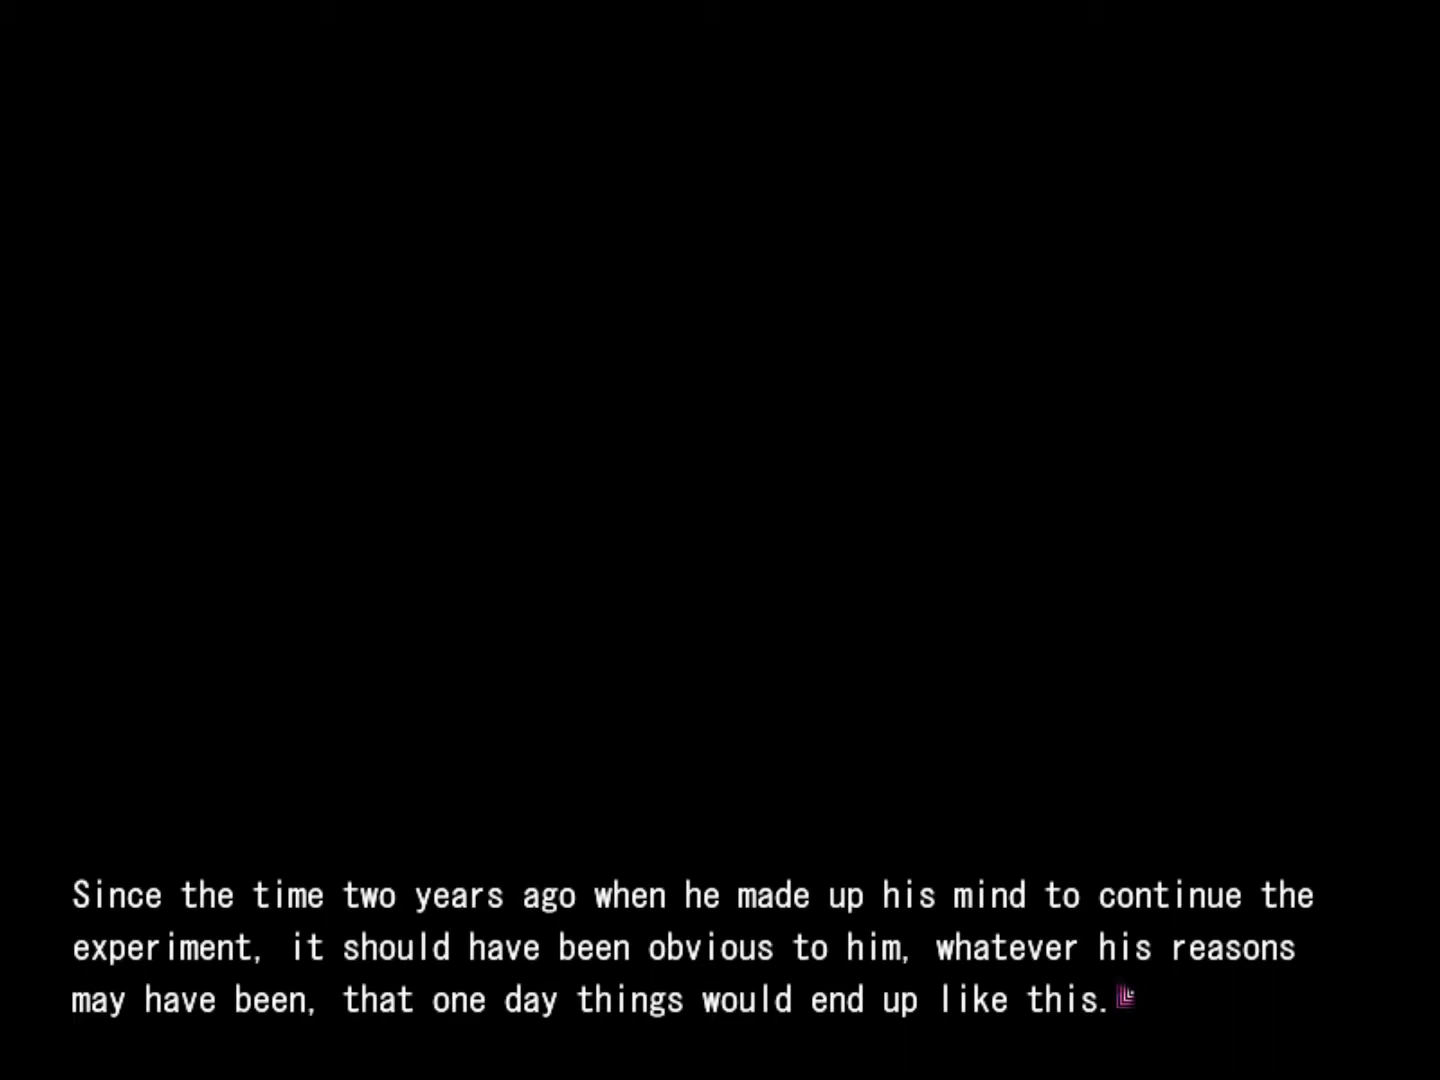 Since the time two years ago when he made up his mind to continue the
experiment, it should have been obvious to him, whatever his reasons
may have been, that one day things would end up like this.